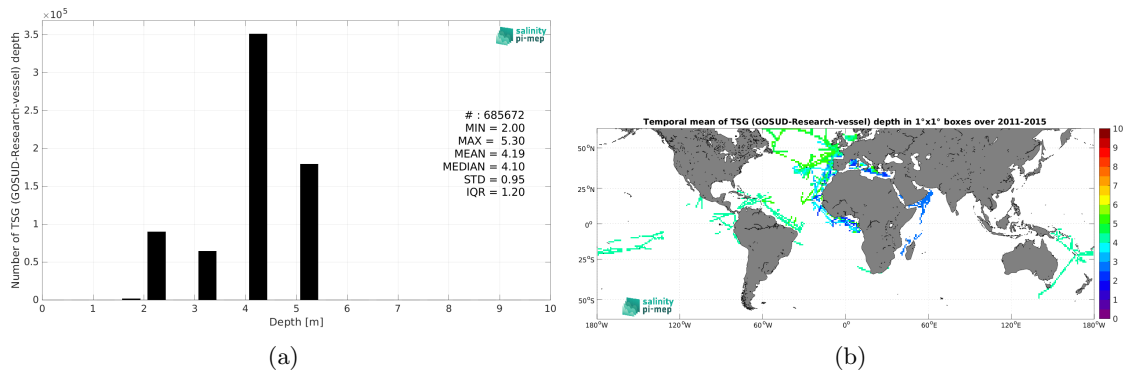 ×10⁵
3.5
3
2.5
2
1.5
1
0.5
0
Number of TSG (GOSUD-Research-vessel) depth
0 1 2 3 4 5 6 7 8 9 10
Depth [m]
salinity
pi-mep
# : 685672
MIN = 2.00
MAX = 5.30
MEAN = 4.19
MEDIAN = 4.10
STD = 0.95
IQR = 1.20
(a)
Temporal mean of TSG (GOSUD-Research-vessel) depth in 1°x1° boxes over 2011-2015
50°N
25°N
0°
25°S
50°S
180°W 120°W 60°W 0° 60°E 120°E 180°W
salinity
pi-mep
10
9
8
7
6
5
4
3
2
1
0
(b)